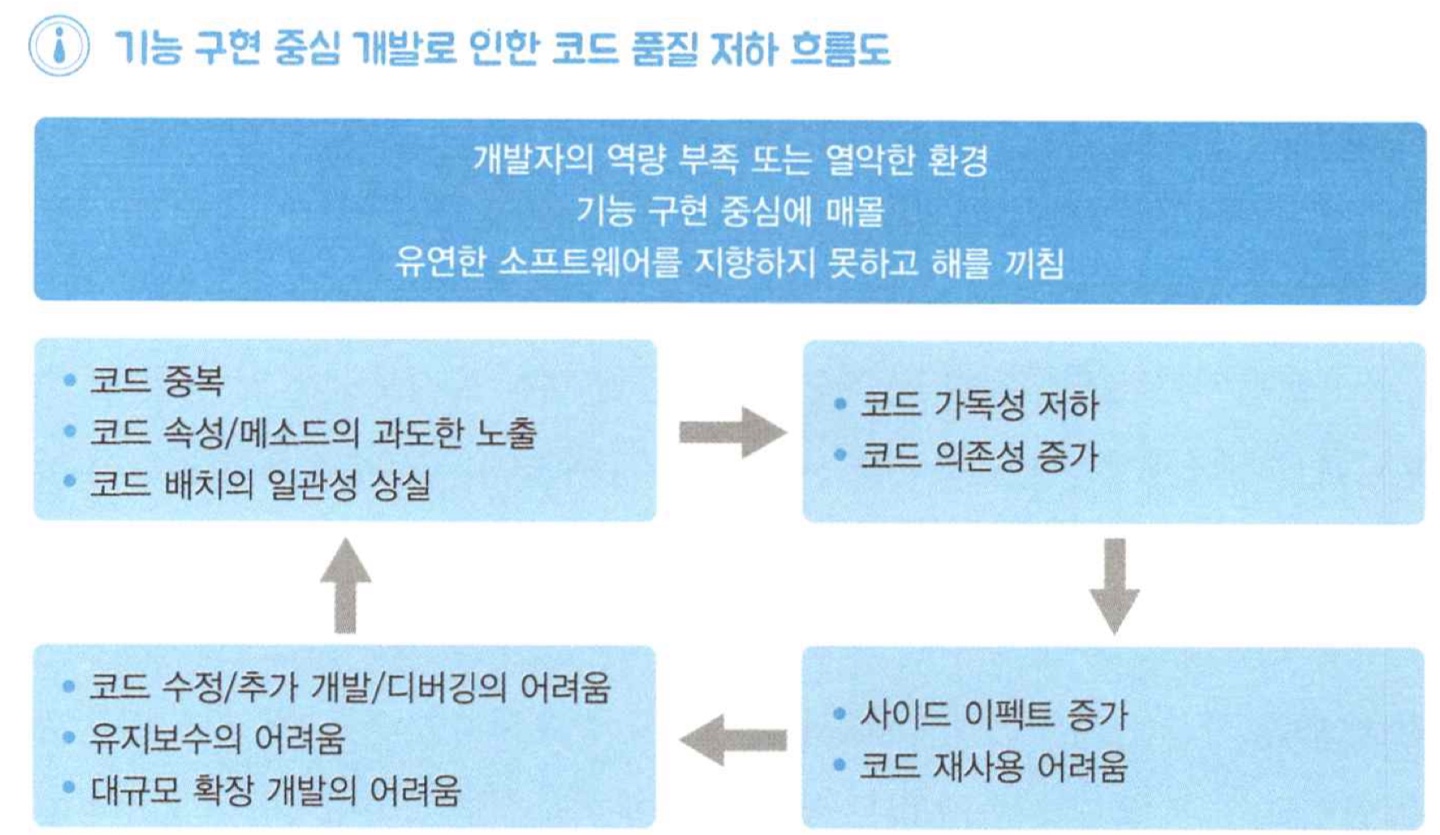 기능 구현 중심 개발로 인한 코드 품질 저하 흐름도
개발자의 역량 부족 또는 열악한 환경
기능 구현 중심에 매몰
유연한 소프트웨어를 지향하지 못하고 해를 끼침
• 코드 중복
• 코드 속성/메소드의 과도한 노출
• 코드 배치의 일관성 상실
• 코드 가독성 저하
• 코드 의존성 증가
• 코드 수정/추가 개발/디버깅의 어려움
• 유지보수의 어려움
• 대규모 확장 개발의 어려움
• 사이드 이펙트 증가
• 코드 재사용 어려움